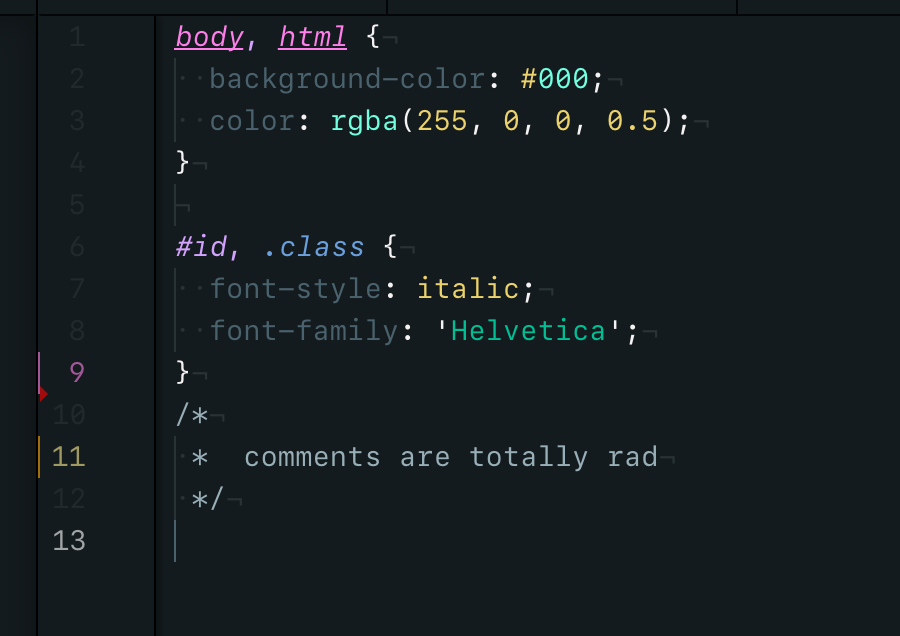 1 body, html {¬
2 ··background-color: #000;¬
3 ··color: rgba(255, 0, 0, 0.5);¬
4 }¬
5 ¬
6 #id, .class {¬
7 ··font-style: italic;¬
8 ··font-family: 'Helvetica';¬
9 }¬
10 /*¬
11 ·* comments are totally rad¬
12 ·*/¬
13